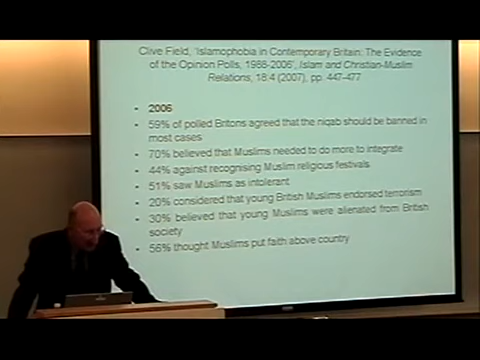 Clive Field, 'Islamophobia in Contemporary Britain: The Evidence
of the Opinion Polls, 1988-2006', Islam and Christian-Muslim
Relations, 18:4 (2007), pp. 447-477
• 2006
• 59% of polled Britons agreed that the niqab should be banned in
most cases
• 70% believed that Muslims needed to do more to integrate
• 44% against recognising Muslim religious festivals
• 51% saw Muslims as intolerant
• 20% considered that young British Muslims endorsed terrorism
• 30% believed that young Muslims were alienated from British
society
• 56% thought Muslims put faith above country